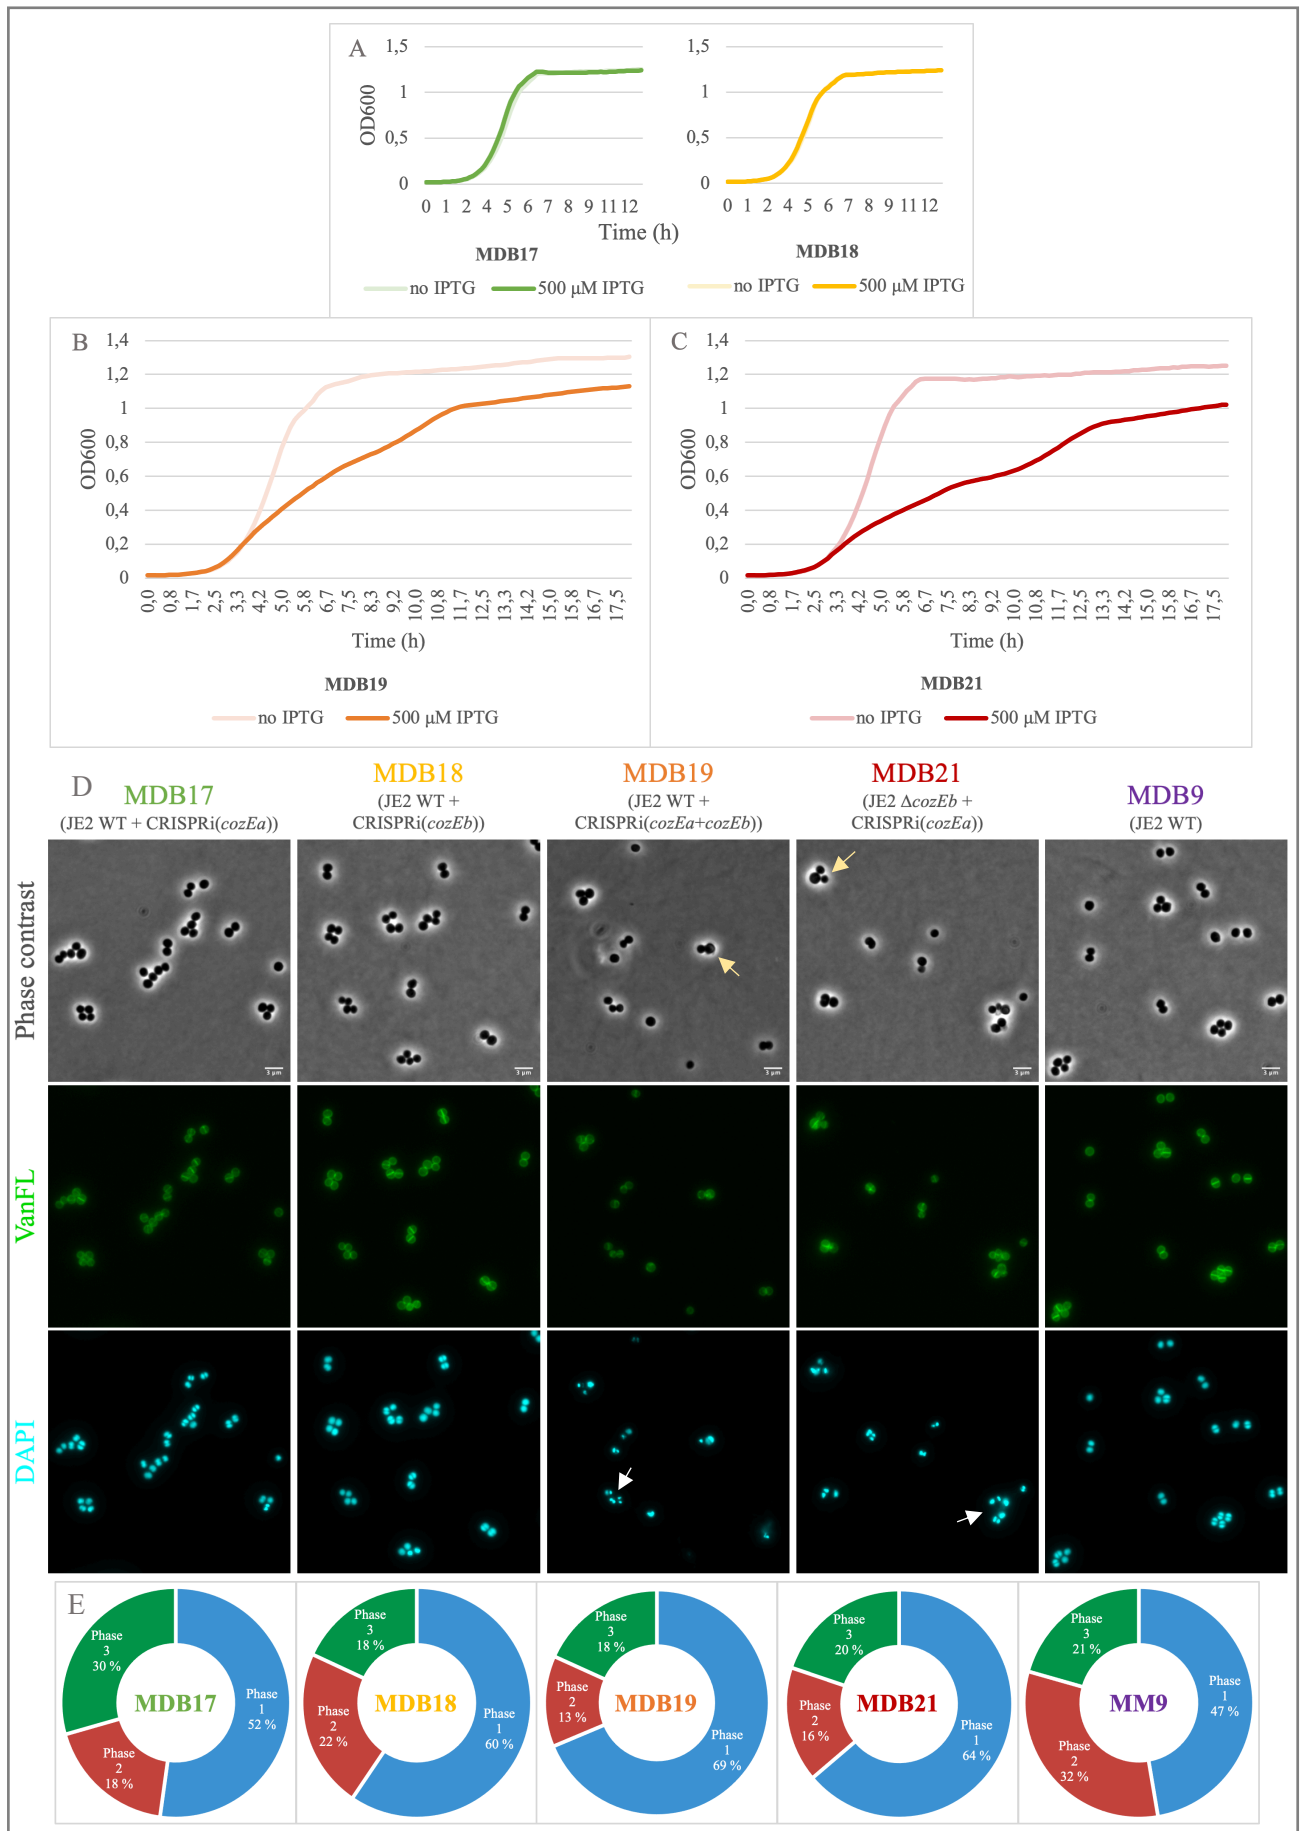 A
1,5
1
0,5
0
OD600
0 1 2 4 5 6 7 8 9 11 12
1,5
1
0,5
0
0 1 2 4 5 6 7 8 9 11 12
Time (h)
MDB17
MDB18
no IPTG 500 µM IPTG
no IPTG 500 µM IPTG
B
1,4
1,2
1
0,8
0,6
0,4
0,2
0
OD600
0,0 0,8 1,7 2,5 3,3 4,2 5,0 5,8 6,7 7,5 8,3 9,2 10,0 10,8 11,7 12,5 13,3 14,2 15,0 15,8 16,7 17,5
Time (h)
MDB19
no IPTG 500 µM IPTG
C
1,4
1,2
1
0,8
0,6
0,4
0,2
0
OD600
0,0 0,8 1,7 2,5 3,3 4,2 5,0 5,8 6,7 7,5 8,3 9,2 10,0 10,8 11,7 12,5 13,3 14,2 15,0 15,8 16,7 17,5
Time (h)
MDB21
no IPTG 500 µM IPTG
D
MDB17
(JE2 WT + CRISPRi(cozEa))
MDB18
(JE2 WT +
CRISPRi(cozEb))
MDB19
(JE2 WT +
CRISPRi(cozEa+cozEb))
MDB21
(JE2 ΔcozEb +
CRISPRi(cozEa))
MDB9
(JE2 WT)
Phase contrast
3 µm
3 µm
3 µm
3 µm
3 µm
VanFL
DAPI
E
Phase
3
30 %
Phase
1
52 %
Phase
2
18 %
MDB17
Phase
3
18 %
Phase
2
22 %
Phase
1
60 %
MDB18
Phase
3
18 %
Phase
2
13 %
Phase
1
69 %
MDB19
Phase
3
20 %
Phase
2
16 %
Phase
1
64 %
MDB21
Phase
3
21 %
Phase
1
47 %
Phase
2
32 %
MM9